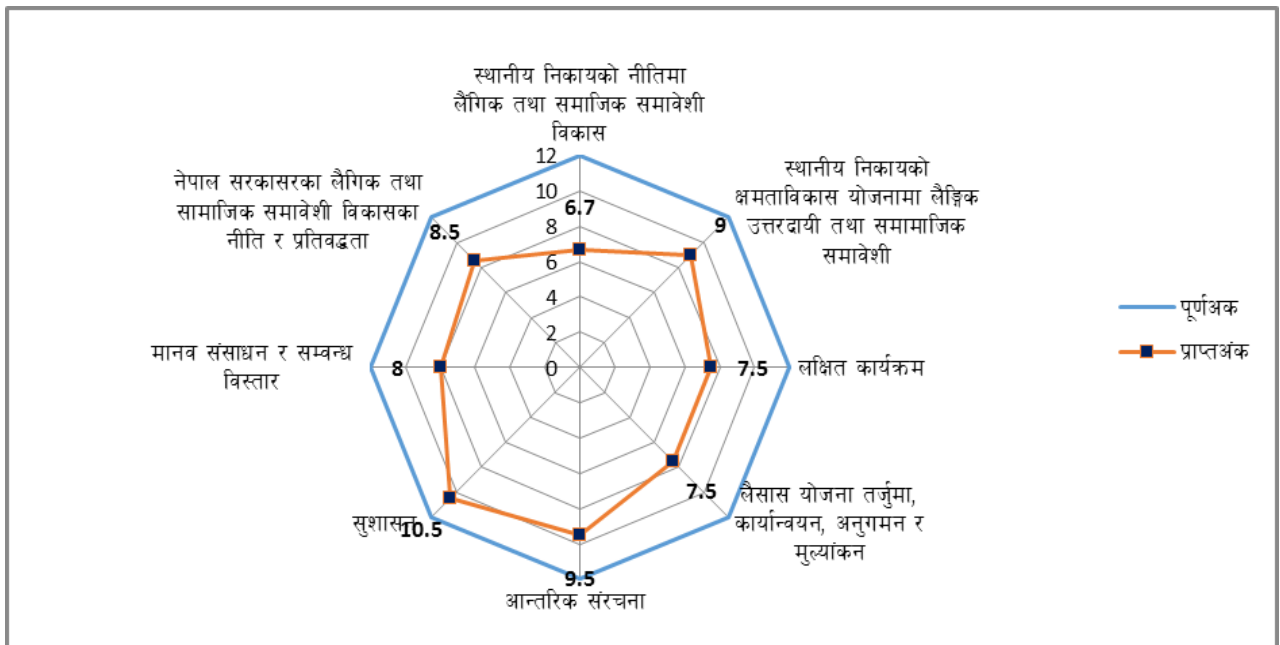 स्थानीय निकायको नीतिमा
लैंगिक तथा समाजिक समावेशी
विकास
स्थानीय निकायको
क्षमताविकास योजनामा लैङ्गिक
उत्तरदायी तथा समामाजिक
समावेशी
लक्षित कार्यक्रम
लैसास योजना तर्जुमा,
कार्यान्वयन, अनुगमन र
मुल्यांकन
आन्तरिक संरचना
सुशासन
मानव संसाधन र सम्वन्ध
विस्तार
नेपाल सरकासरका लैगिक तथा
सामाजिक समावेशी विकासका
नीति र प्रतिवद्धता
12
10
8
6
4
2
0
6.7
9
7.5
7.5
9.5
10.5
8
8.5
पूर्णअक
प्राप्तअंक